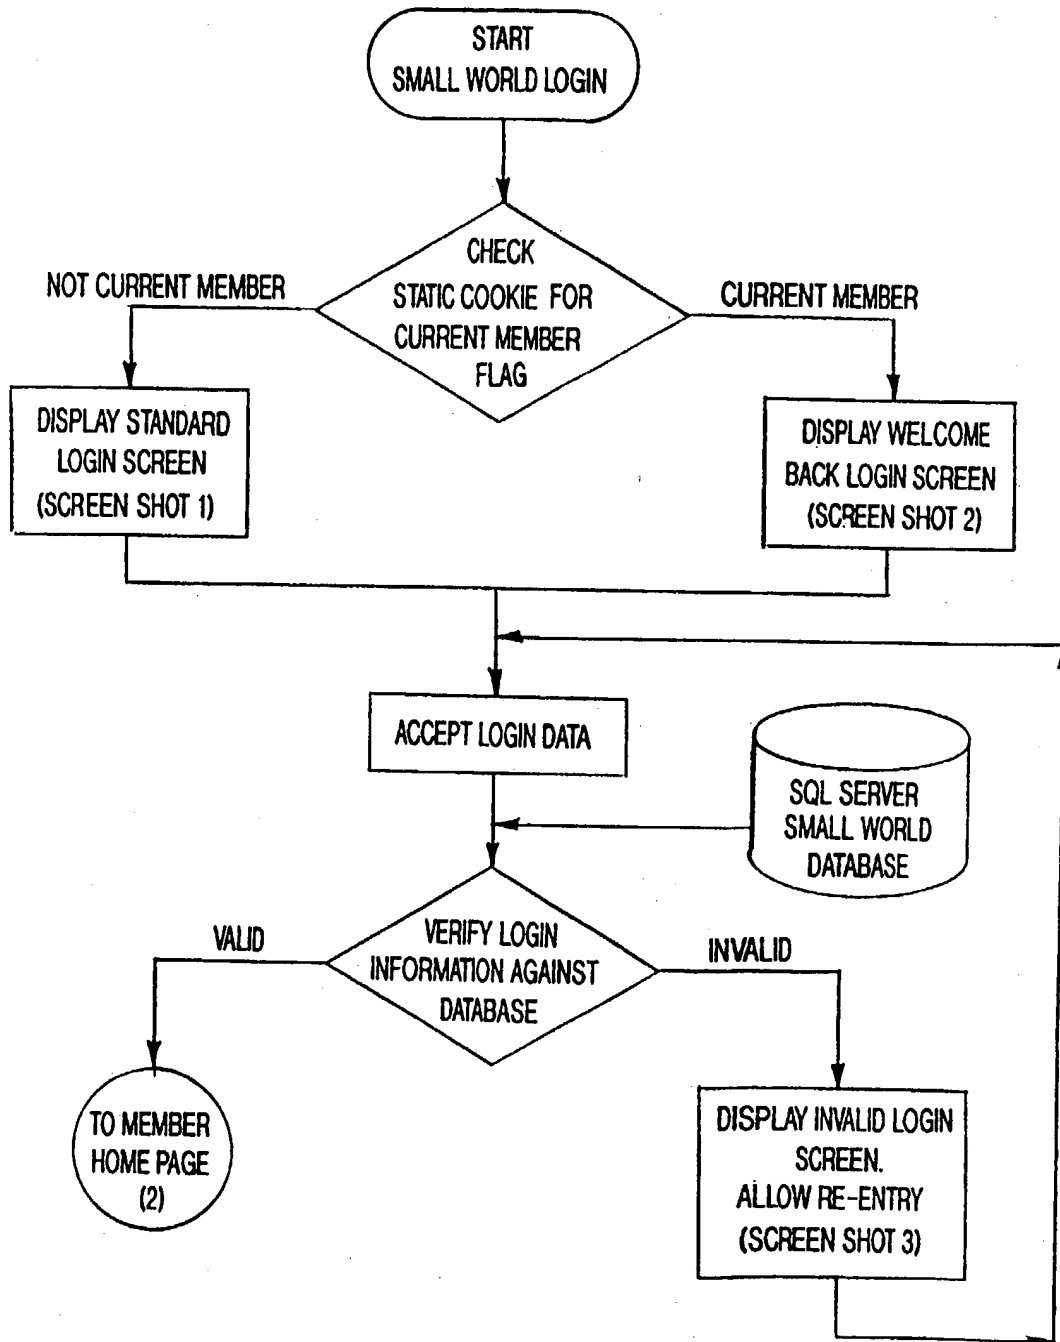 START
SMALL WORLD LOGIN
CHECK
STATIC COOKIE FOR
CURRENT MEMBER
FLAG
NOT CURRENT MEMBER
CURRENT MEMBER
DISPLAY STANDARD
LOGIN SCREEN
(SCREEN SHOT 1)
DISPLAY WELCOME
BACK LOGIN SCREEN
(SCREEN SHOT 2)
ACCEPT LOGIN DATA
SQL SERVER
SMALL WORLD
DATABASE
VERIFY LOGIN
INFORMATION AGAINST
DATABASE
VALID
INVALID
TO MEMBER
HOME PAGE
(2)
DISPLAY INVALID LOGIN
SCREEN.
ALLOW RE-ENTRY
(SCREEN SHOT 3)